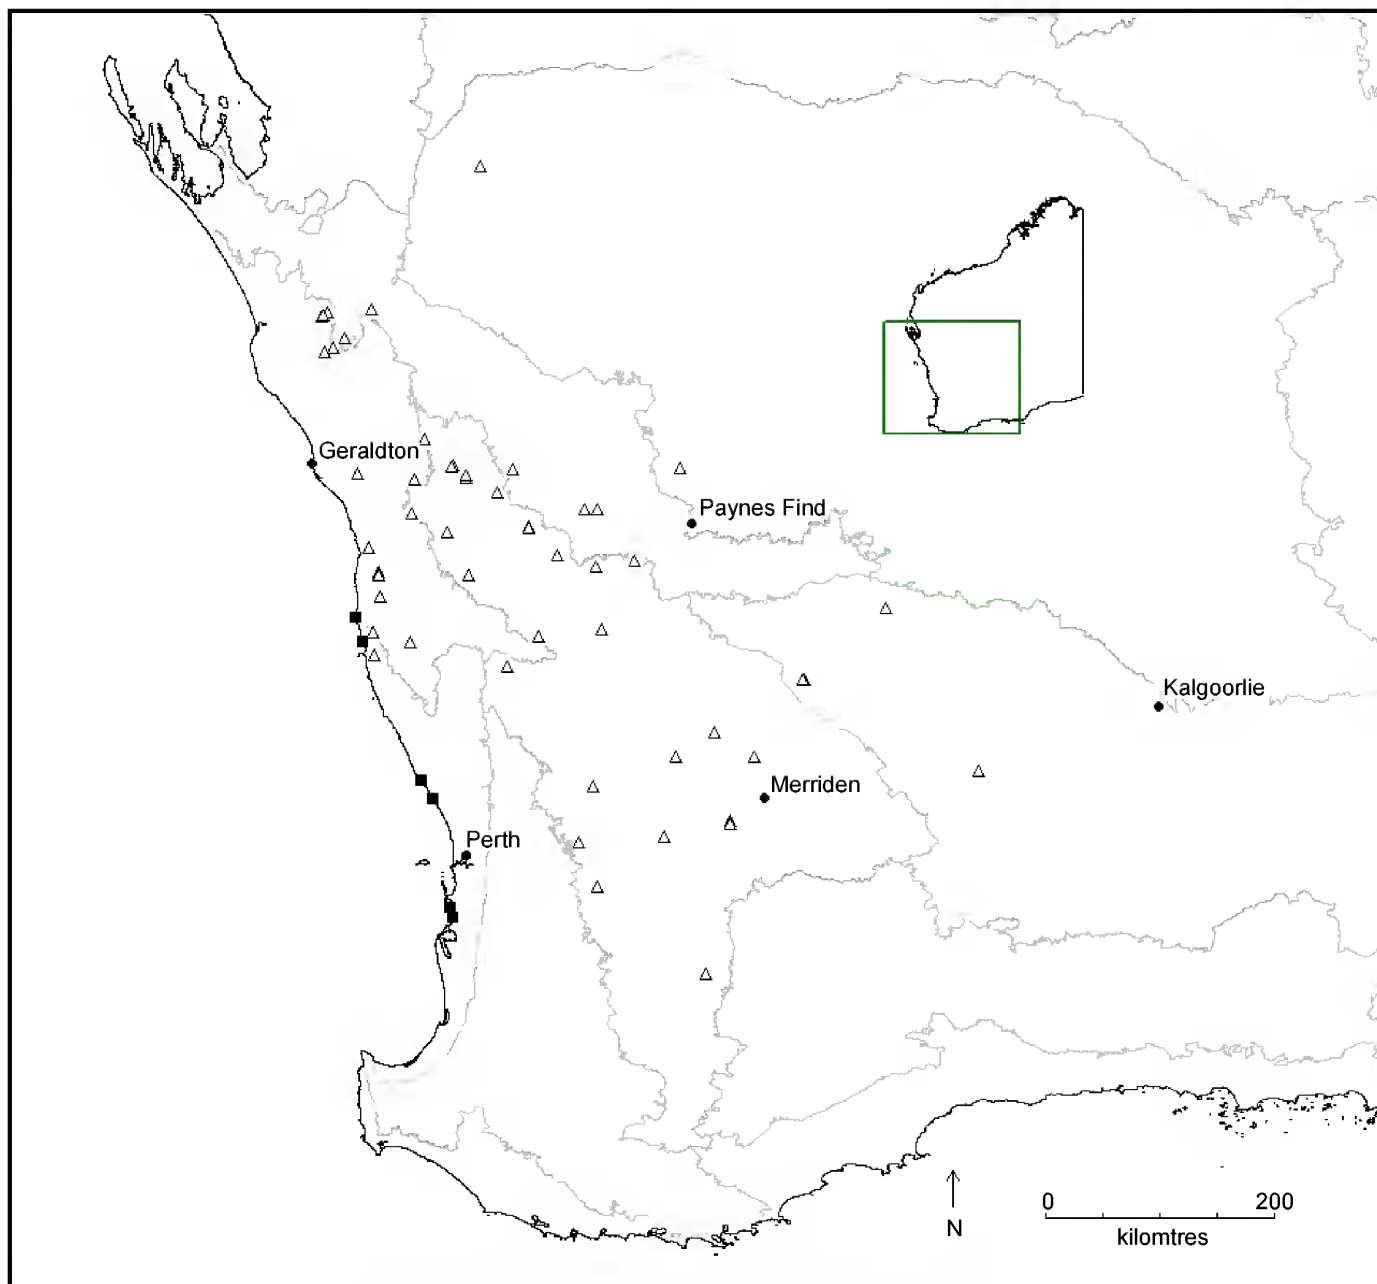 Geraldton
Paynes Find
Kalgoorlie
Merriden
Perth
0 200
N
kilomtres